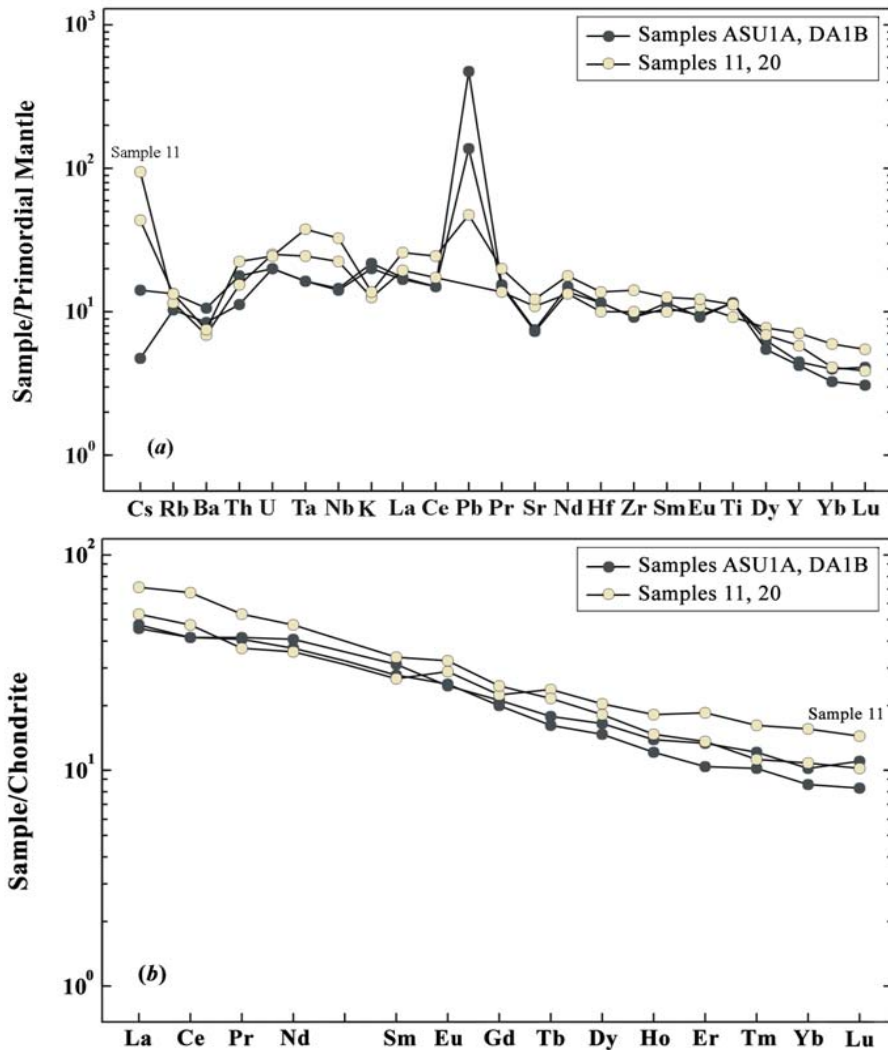 10³
Samples ASU1A, DA1B
Samples 11, 20
Sample 11
10²
Sample/Primordial Mantle
10¹
10⁰
(a)
Cs Rb Ba Th U Ta Nb K La Ce Pb Pr Sr Nd Hf Zr Sm Eu Ti Dy Y Yb Lu
10²
Samples ASU1A, DA1B
Samples 11, 20
Sample 11
Sample/Chondrite
10¹
(b)
10⁰
La Ce Pr Nd Sm Eu Gd Tb Dy Ho Er Tm Yb Lu